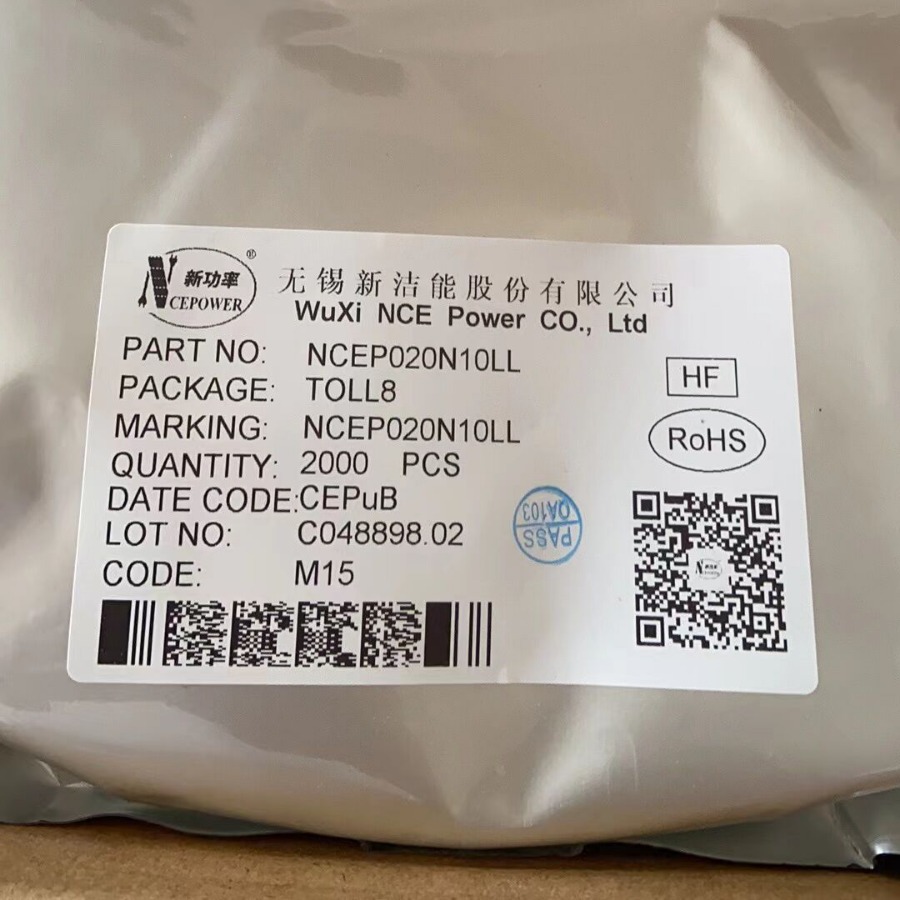 新功率 ®
NCEPOWER
无锡新洁能股份有限公司
WuXi NCE Power CO., Ltd
PART NO: NCEP020N10LL
PACKAGE: TOLL8
MARKING: NCEP020N10LL
QUANTITY: 2000 PCS
DATE CODE:CEPuB
LOT NO: C048898.02
CODE: M15
HF
RoHS
PASS
QA103